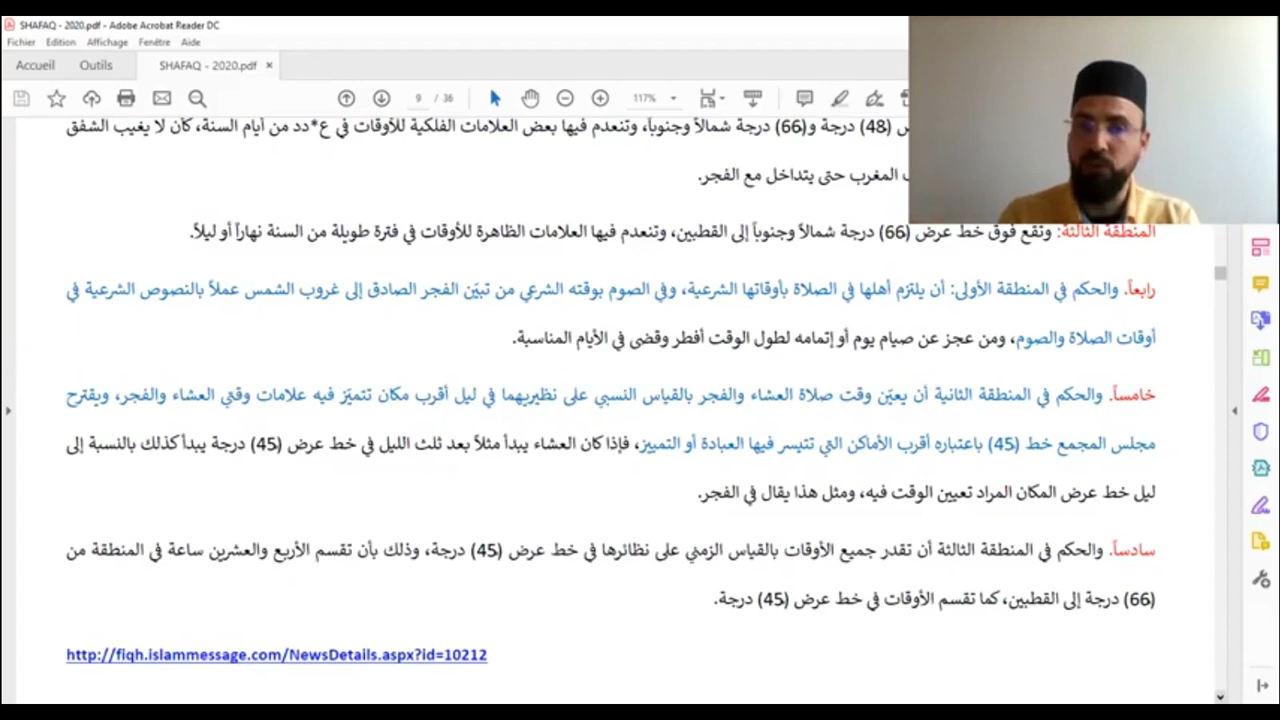 SHAFAQ - 2020.pdf - Adobe Acrobat Reader DC
Fichier Edition Affichage Fenêtre Aide
Accueil Outils SHAFAQ - 2020.pdf ×
9 / 36 117%
(48) درجة و(66) درجة شمالاً وجنوباً، وتنعدم فيها بعض العلامات الفلكية للأوقات في ع*دد من أيام السنة، كأن لا يغيب الشفق
المغرب حتى يتداخل مع الفجر.
المنطقة الثالثة: وتقع فوق خط عرض (66) درجة شمالاً وجنوباً إلى القطبين، وتنعدم فيها العلامات الظاهرة للأوقات في فترة طويلة من السنة نهاراً أو ليلاً.
رابعاً. والحكم في المنطقة الأولى: أن يلتزم أهلها في الصلاة بأوقاتها الشرعية، وفي الصوم بوقته الشرعي من تبيّن الفجر الصادق إلى غروب الشمس عملاً بالنصوص الشرعية في
أوقات الصلاة والصوم، ومن عجز عن صيام يوم أو إتمامه لطول الوقت أفطر وقضى في الأيام المناسبة.
خامساً. والحكم في المنطقة الثانية أن يعيّن وقت صلاة العشاء والفجر بالقياس النسبي على نظيريهما في ليل أقرب مكان تتميّز فيه علامات وقتي العشاء والفجر، ويقترح
مجلس المجمع خط (45) باعتباره أقرب الأماكن التي تتيسر فيها العبادة أو التمييز، فإذا كان العشاء يبدأ مثلاً بعد ثلث الليل في خط عرض (45) درجة يبدأ كذلك بالنسبة إلى
ليل خط عرض المكان المراد تعيين الوقت فيه، ومثل هذا يقال في الفجر.
سادساً. والحكم في المنطقة الثالثة أن تقدر جميع الأوقات بالقياس الزمني على نظائرها في خط عرض (45) درجة، وذلك بأن تقسم الأربع والعشرين ساعة في المنطقة من
(66) درجة إلى القطبين، كما تقسم الأوقات في خط عرض (45) درجة.
http://fiqh.islammessage.com/NewsDetails.aspx?id=10212